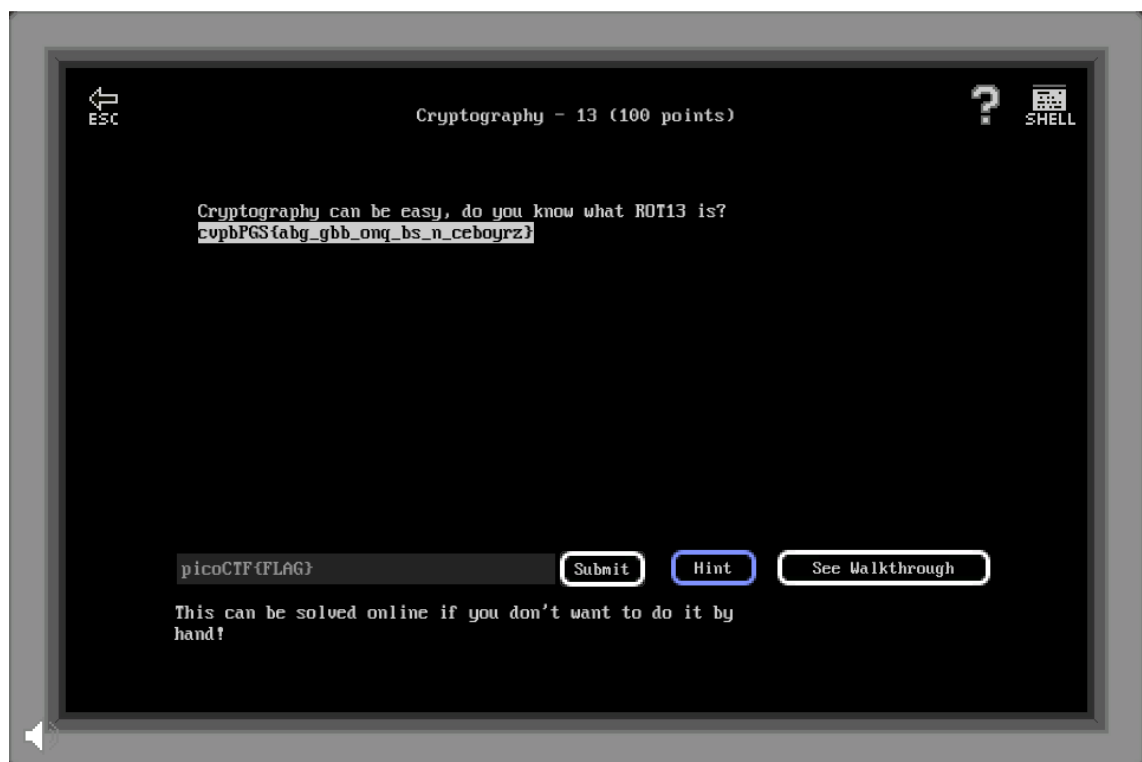 ESC
Cryptography - 13 (100 points)
?
SHELL
Cryptography can be easy, do you know what ROT13 is?
cvpbPGS{abg_gbb_onq_bs_n_ceboyrz}
picoCTF{FLAG}
Submit
Hint
See Walkthrough
This can be solved online if you don't want to do it by
hand!